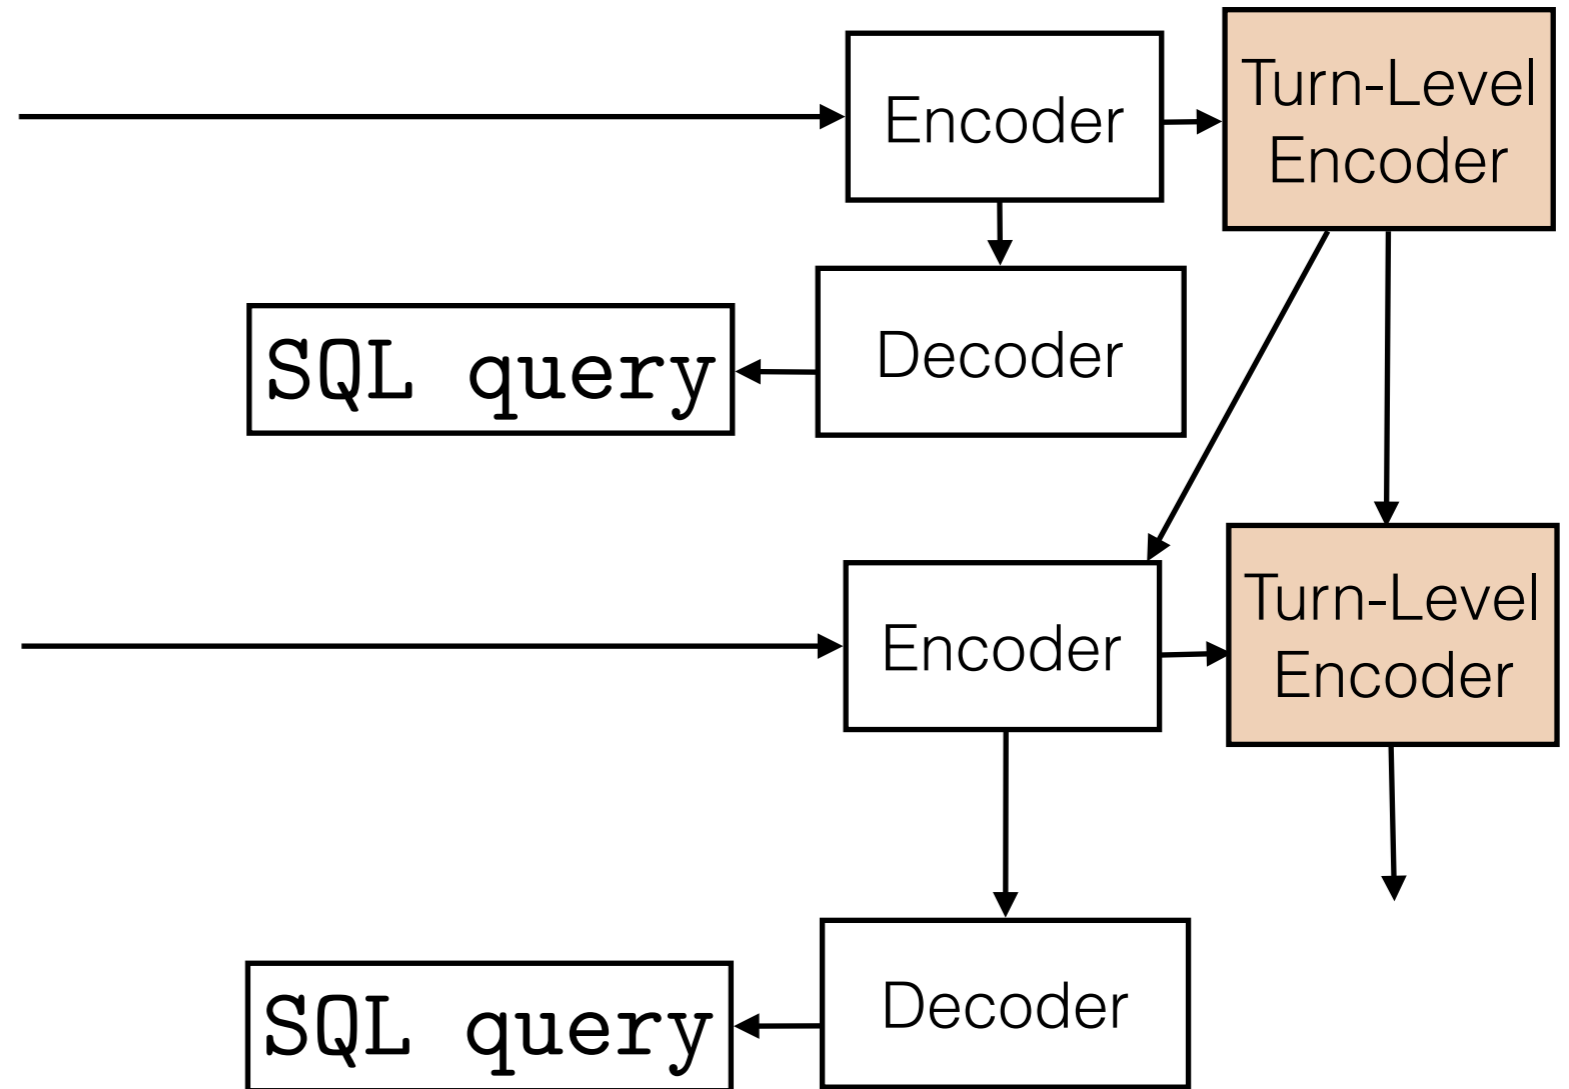 Encoder
Turn-Level
Encoder
SQL query
Decoder
Encoder
Turn-Level
Encoder
SQL query
Decoder